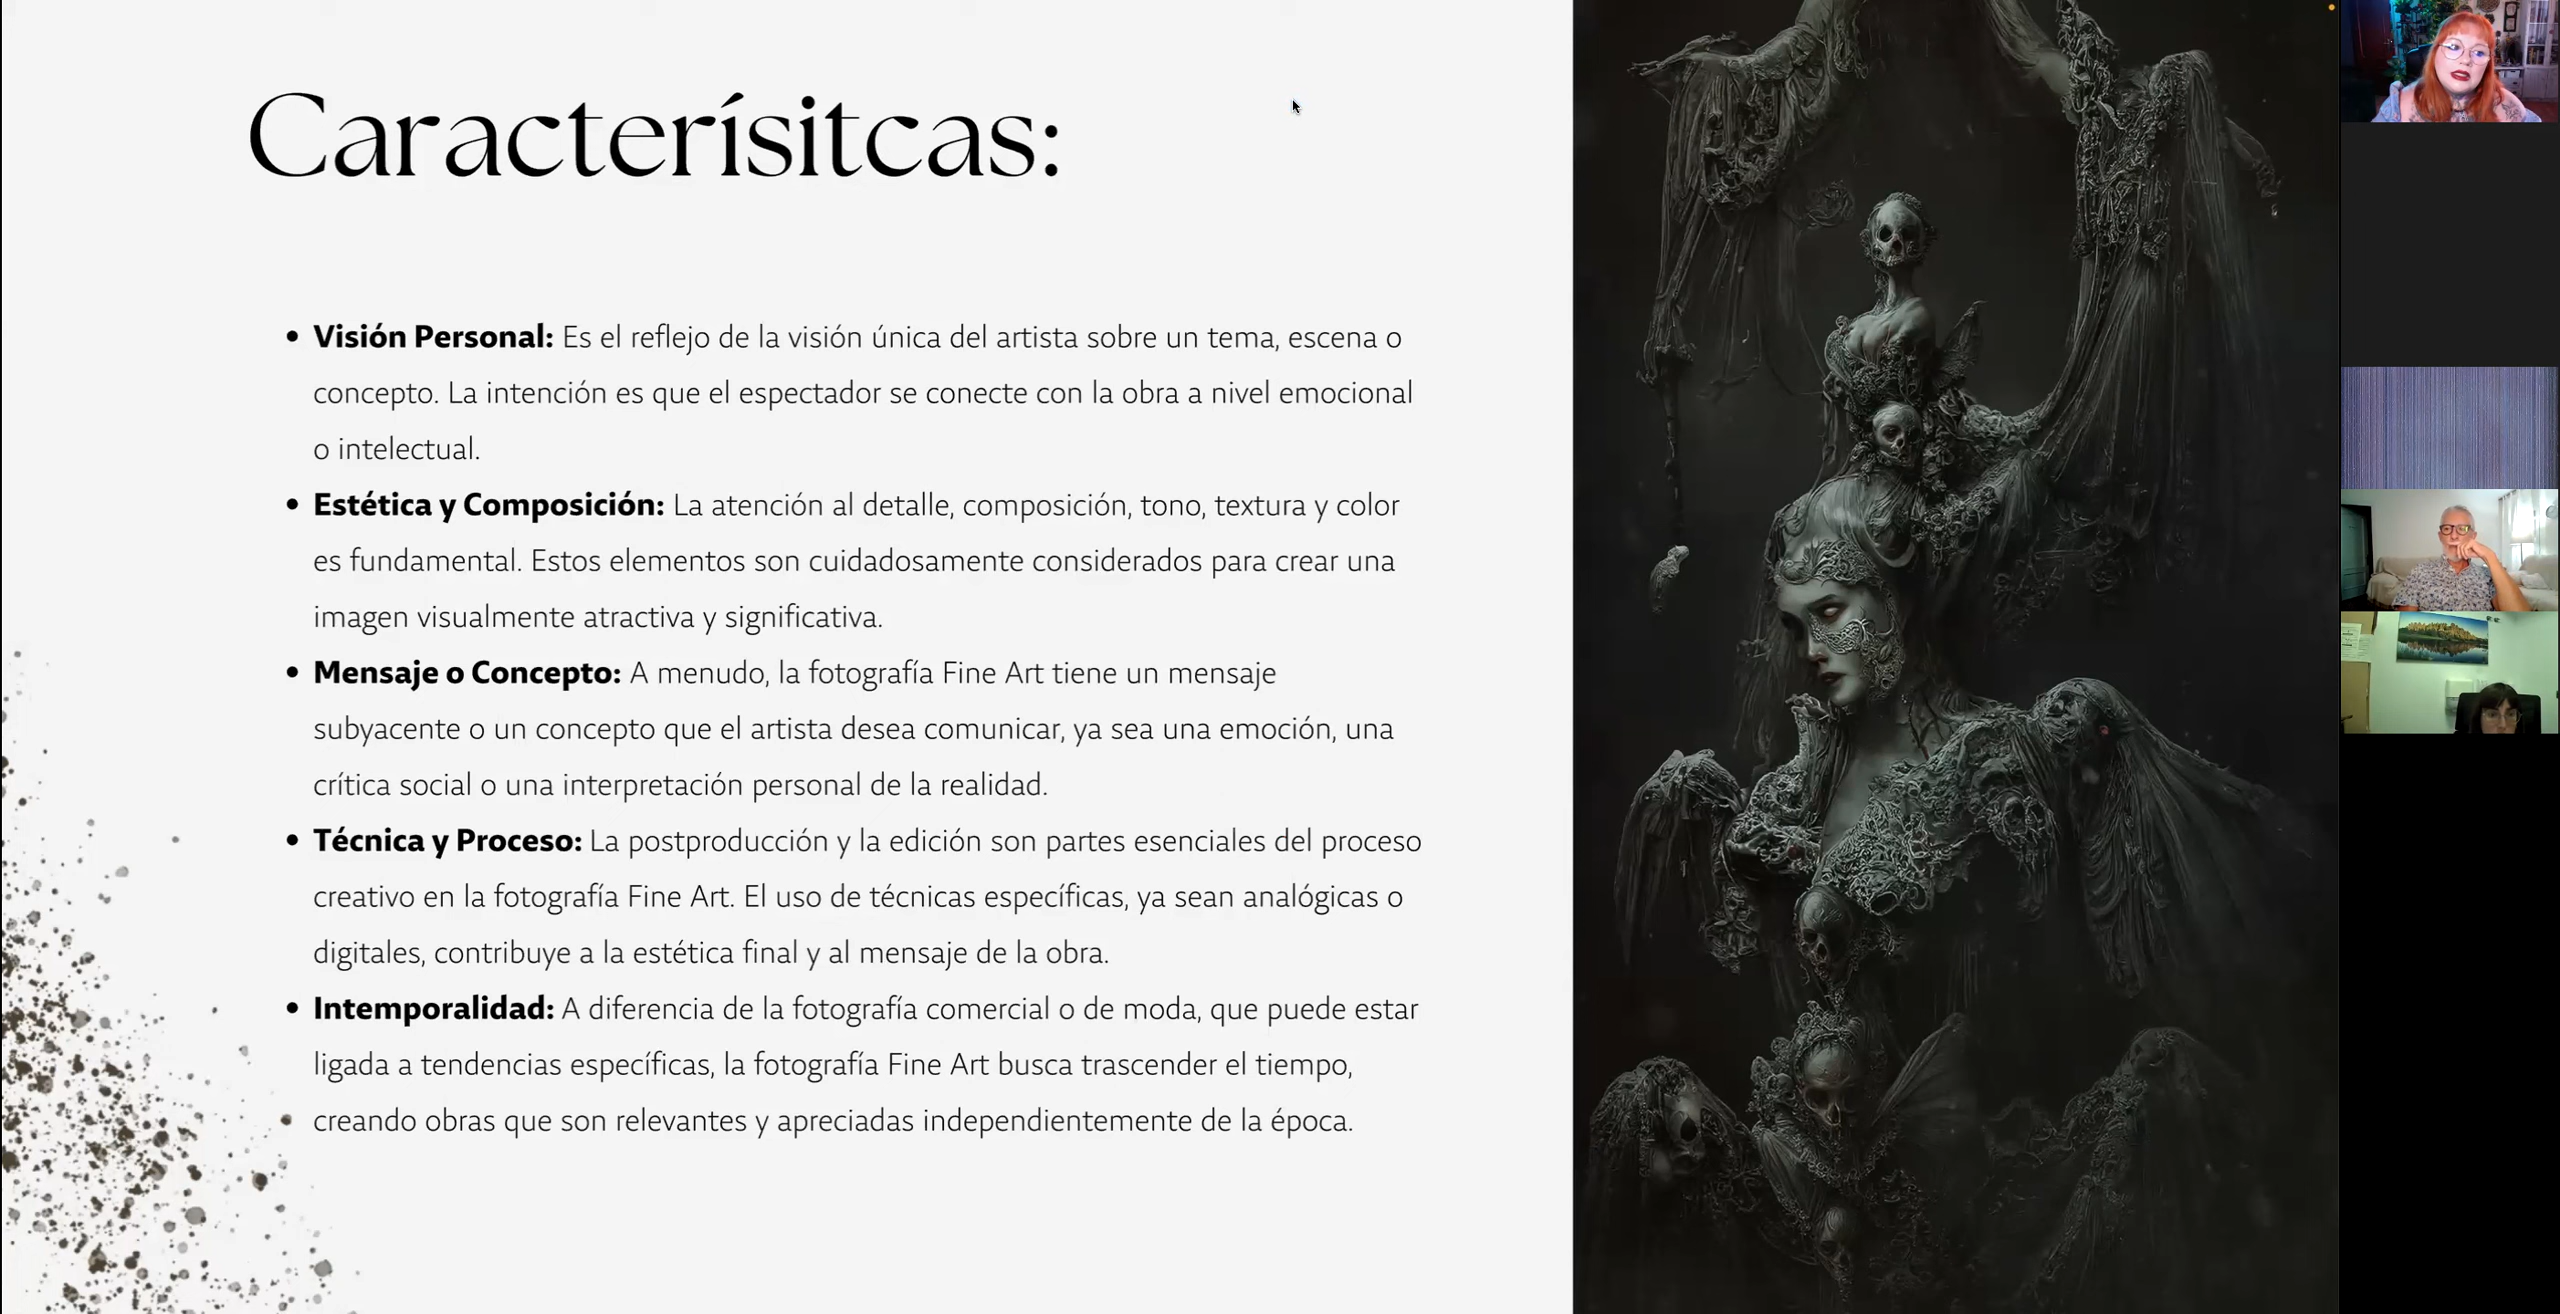 Caracterísitcas:
• Visión Personal: Es el reflejo de la visión única del artista sobre un tema, escena o
concepto. La intención es que el espectador se conecte con la obra a nivel emocional
o intelectual.
• Estética y Composición: La atención al detalle, composición, tono, textura y color
es fundamental. Estos elementos son cuidadosamente considerados para crear una
imagen visualmente atractiva y significativa.
• Mensaje o Concepto: A menudo, la fotografía Fine Art tiene un mensaje
subyacente o un concepto que el artista desea comunicar, ya sea una emoción, una
crítica social o una interpretación personal de la realidad.
• Técnica y Proceso: La postproducción y la edición son partes esenciales del proceso
creativo en la fotografía Fine Art. El uso de técnicas específicas, ya sean analógicas o
digitales, contribuye a la estética final y al mensaje de la obra.
• Intemporalidad: A diferencia de la fotografía comercial o de moda, que puede estar
ligada a tendencias específicas, la fotografía Fine Art busca trascender el tiempo,
creando obras que son relevantes y apreciadas independientemente de la época.